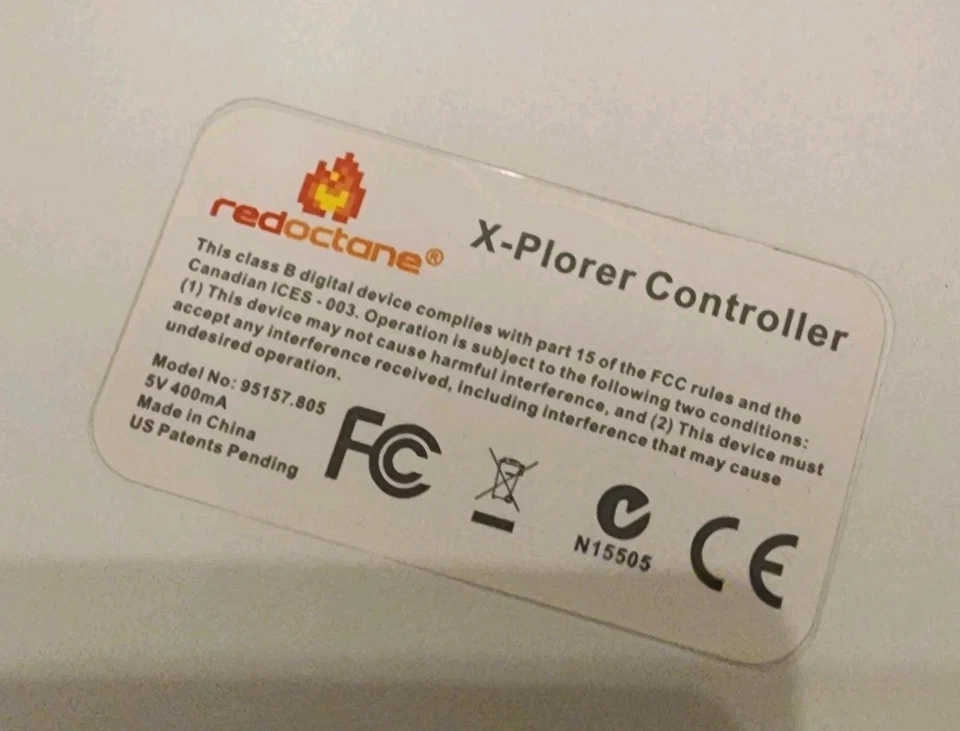 redoctane®
X-Plorer Controller
This class B digital device complies with part 15 of the FCC rules and the
Canadian ICES - 003. Operation is subject to the following two conditions:
(1) This device may not cause harmful interference, and (2) This device must
accept any interference received, including interference that may cause
undesired operation.
Model No: 95157.805
5V 400mA
Made in China
US Patents Pending
FC
N15505
CE